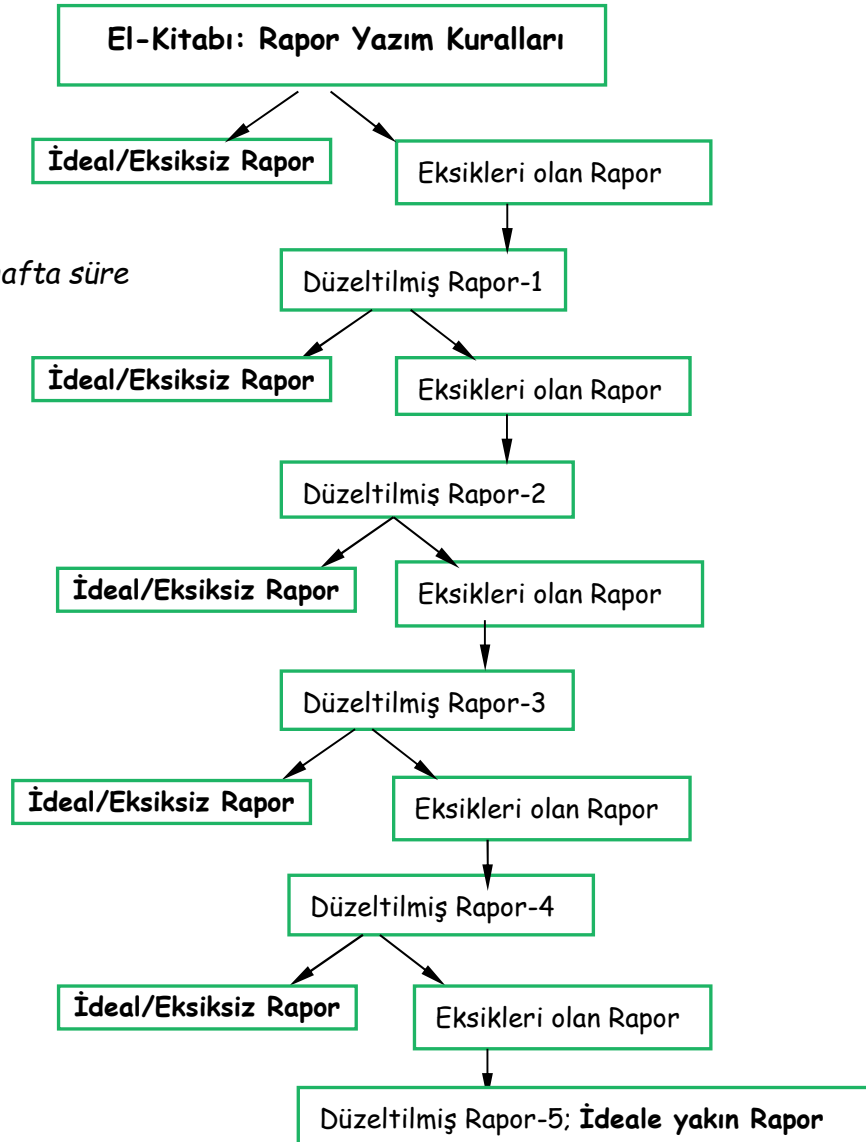 El-Kitabı: Rapor Yazım Kuralları
İdeal/Eksiksiz Rapor
Eksikleri olan Rapor
süre
Düzeltilmiş Rapor-1
İdeal/Eksiksiz Rapor
Eksikleri olan Rapor
Düzeltilmiş Rapor-2
İdeal/Eksiksiz Rapor
Eksikleri olan Rapor
Düzeltilmiş Rapor-3
İdeal/Eksiksiz Rapor
Eksikleri olan Rapor
Düzeltilmiş Rapor-4
İdeal/Eksiksiz Rapor
Eksikleri olan Rapor
Düzeltilmiş Rapor-5; İdeale yakın Rapor